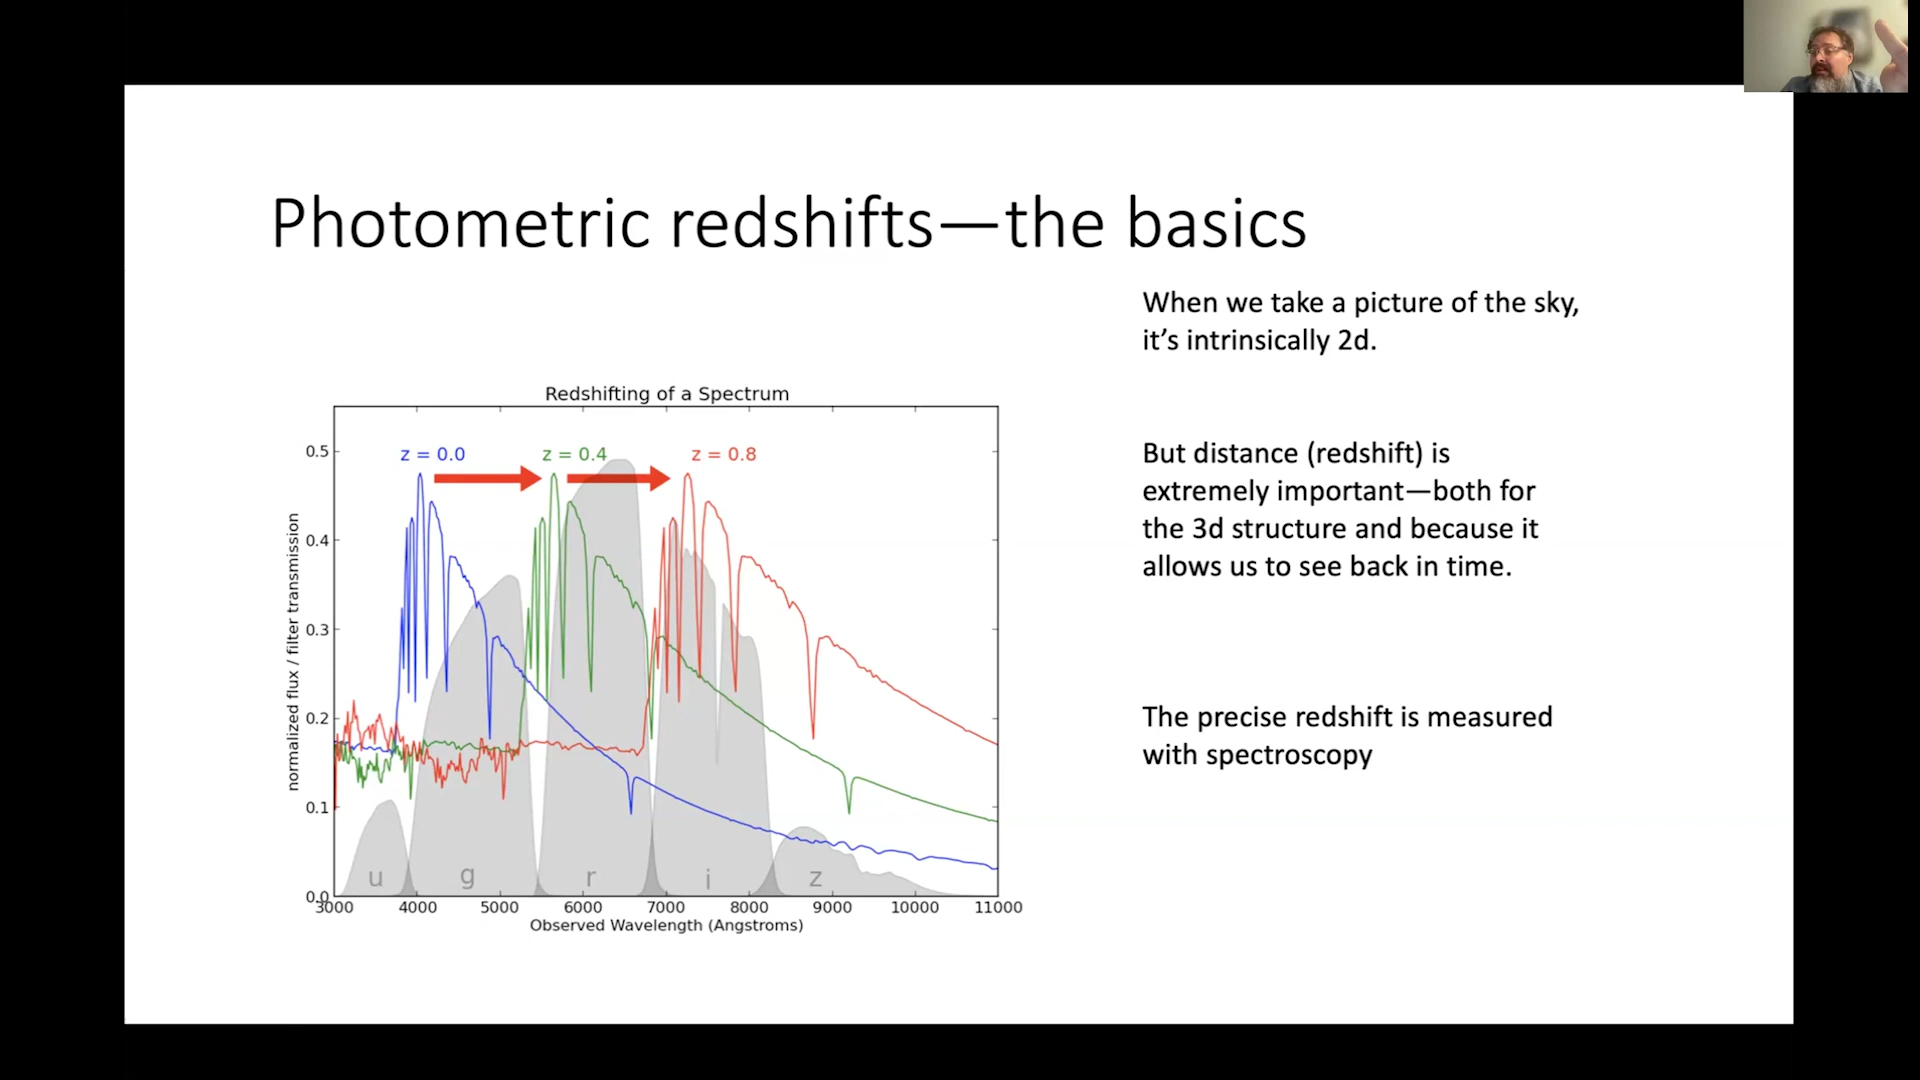 Photometric redshifts—the basics
When we take a picture of the sky,
it’s intrinsically 2d.
But distance (redshift) is
extremely important—both for
the 3d structure and because it
allows us to see back in time.
The precise redshift is measured
with spectroscopy
Redshifting of a Spectrum
z = 0.0
z = 0.4
z = 0.8
normalized flux / filter transmission
0.5
0.4
0.3
0.2
0.1
0.0
u
g
r
i
z
3000 4000 5000 6000 7000 8000 9000 10000 11000
Observed Wavelength (Angstroms)